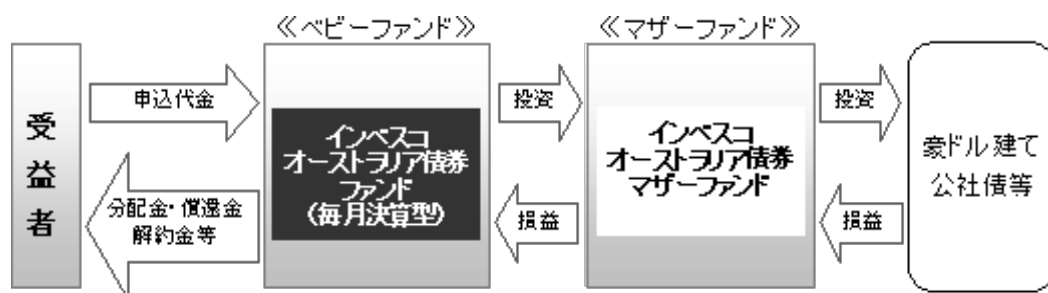 ≪ベビーファンド≫
≪マザーファンド≫
受益者
申込代金
分配金・償還金
解約金等
インベスコ
オーストラリア債券
ファンド
(毎月決算型)
投資
損益
インベスコ
オーストラリア債券
マザーファンド
投資
損益
豪ドル建て
公社債等